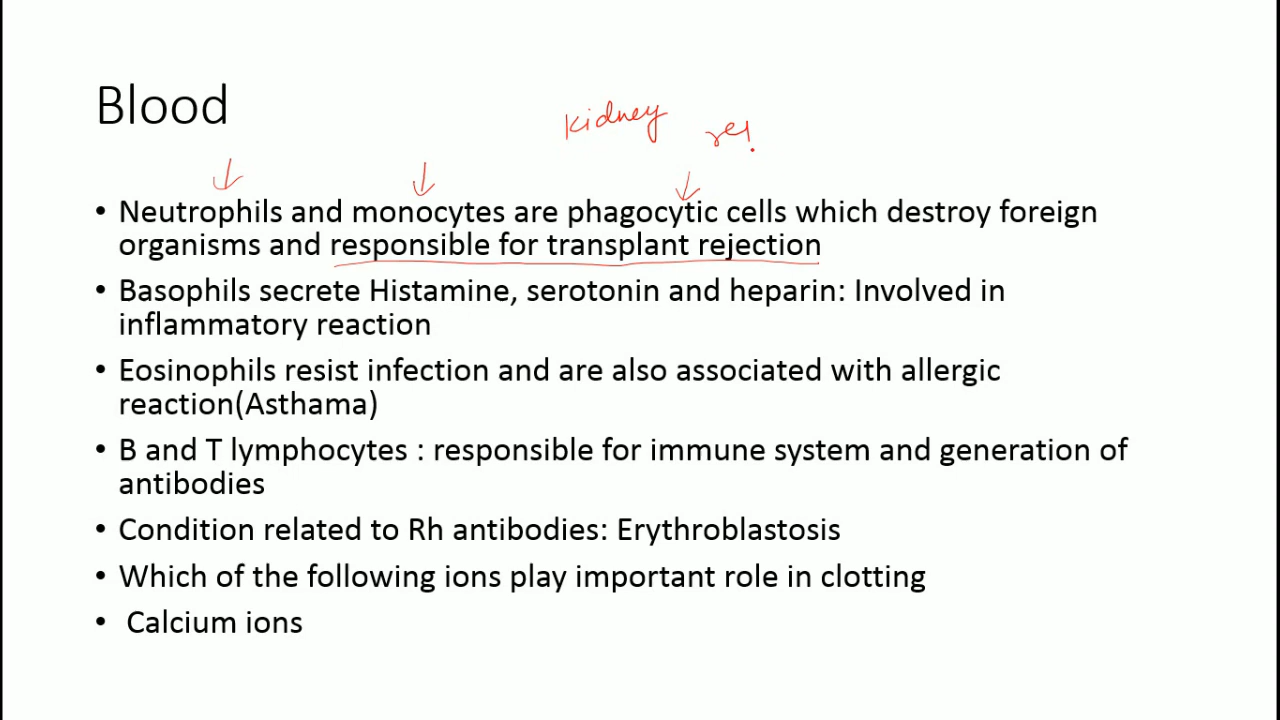 Blood
kidney
• Neutrophils and monocytes are phagocytic cells which destroy foreign
organisms and responsible for transplant rejection
• Basophils secrete Histamine, serotonin and heparin: Involved in
inflammatory reaction
• Eosinophils resist infection and are also associated with allergic
reaction(Asthama)
• B and T lymphocytes : responsible for immune system and generation of
antibodies
• Condition related to Rh antibodies: Erythroblastosis
• Which of the following ions play important role in clotting
• Calcium ions